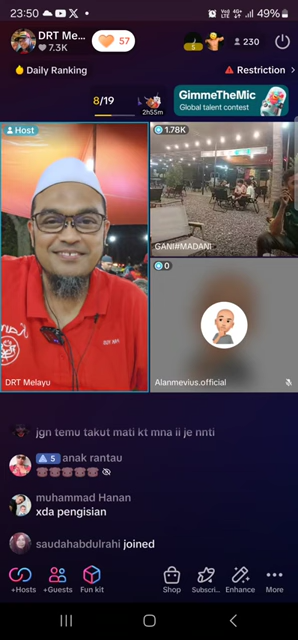 23:50
49%
DRT Me...
7.3K
57
230
Daily Ranking
Restriction >
8/19
2h55m
GimmeTheMic
Global talent contest
Host
1.78K
GANI#MADANI
0
DRT Melayu
Alanmevius.official
jgn temu takut mati kt mna ii je nnti
5 anak rantau
muhammad Hanan
xda pengisian
saudahabdulrahi joined
+Hosts
+Guests
Fun kit
Shop
Subscri...
Enhance
More